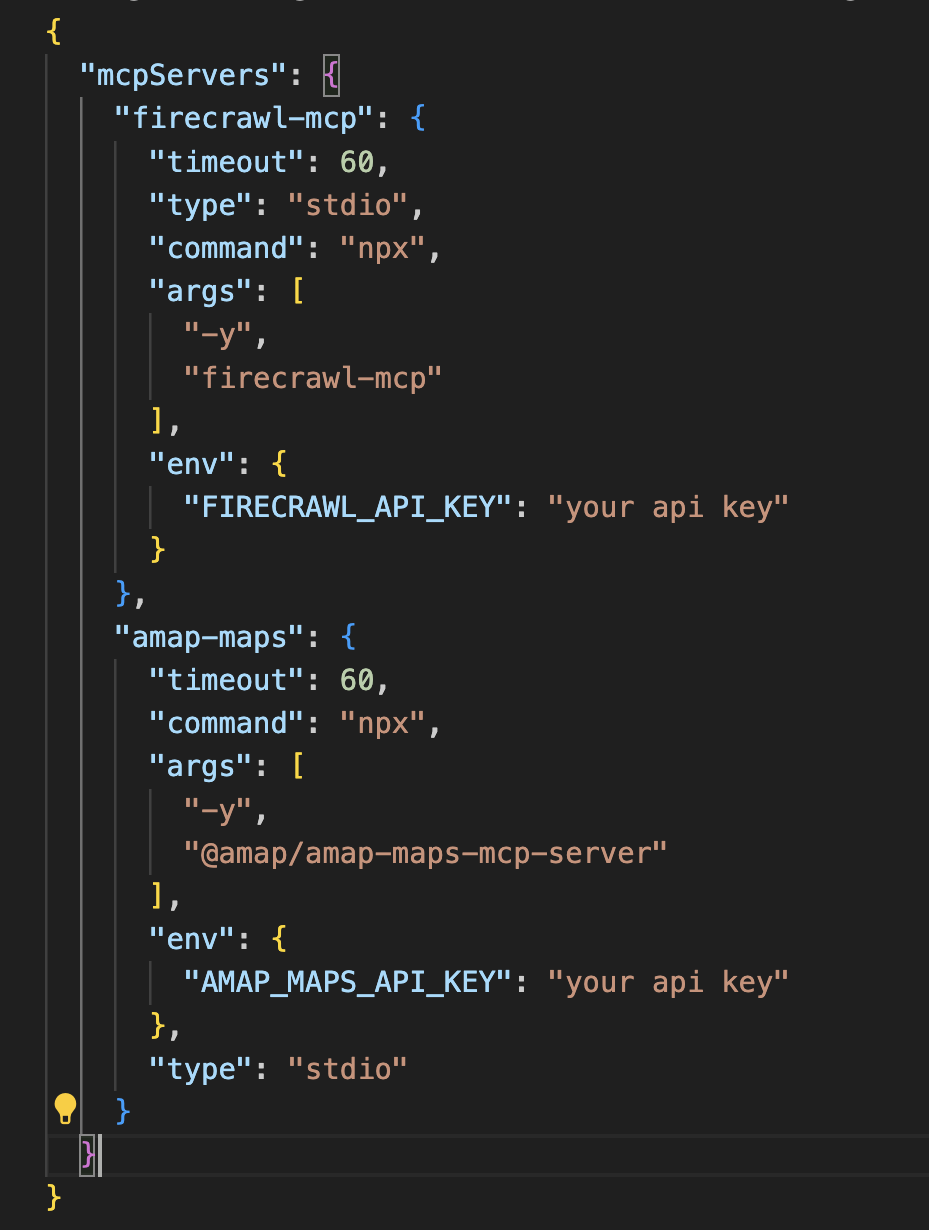 {
  "mcpServers": {
    "firecrawl-mcp": {
      "timeout": 60,
      "type": "stdio",
      "command": "npx",
      "args": [
        "-y",
        "firecrawl-mcp"
      ],
      "env": {
        "FIRECRAWL_API_KEY": "your api key"
      }
    },
    "amap-maps": {
      "timeout": 60,
      "command": "npx",
      "args": [
        "-y",
        "@amap/amap-maps-mcp-server"
      ],
      "env": {
        "AMAP_MAPS_API_KEY": "your api key"
      },
      "type": "stdio"
    }
  }
}